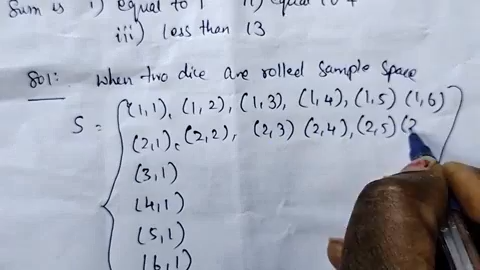 Sum is i) equal to 1 ii) equal to 4
iii) less than 13
Sol: When two dice are rolled sample space
S = { (1,1), (1,2), (1,3), (1,4), (1,5) (1,6)
(2,1), (2,2), (2,3) (2,4), (2,5) (2
(3,1)
(4,1)
(5,1)
(6,1) }